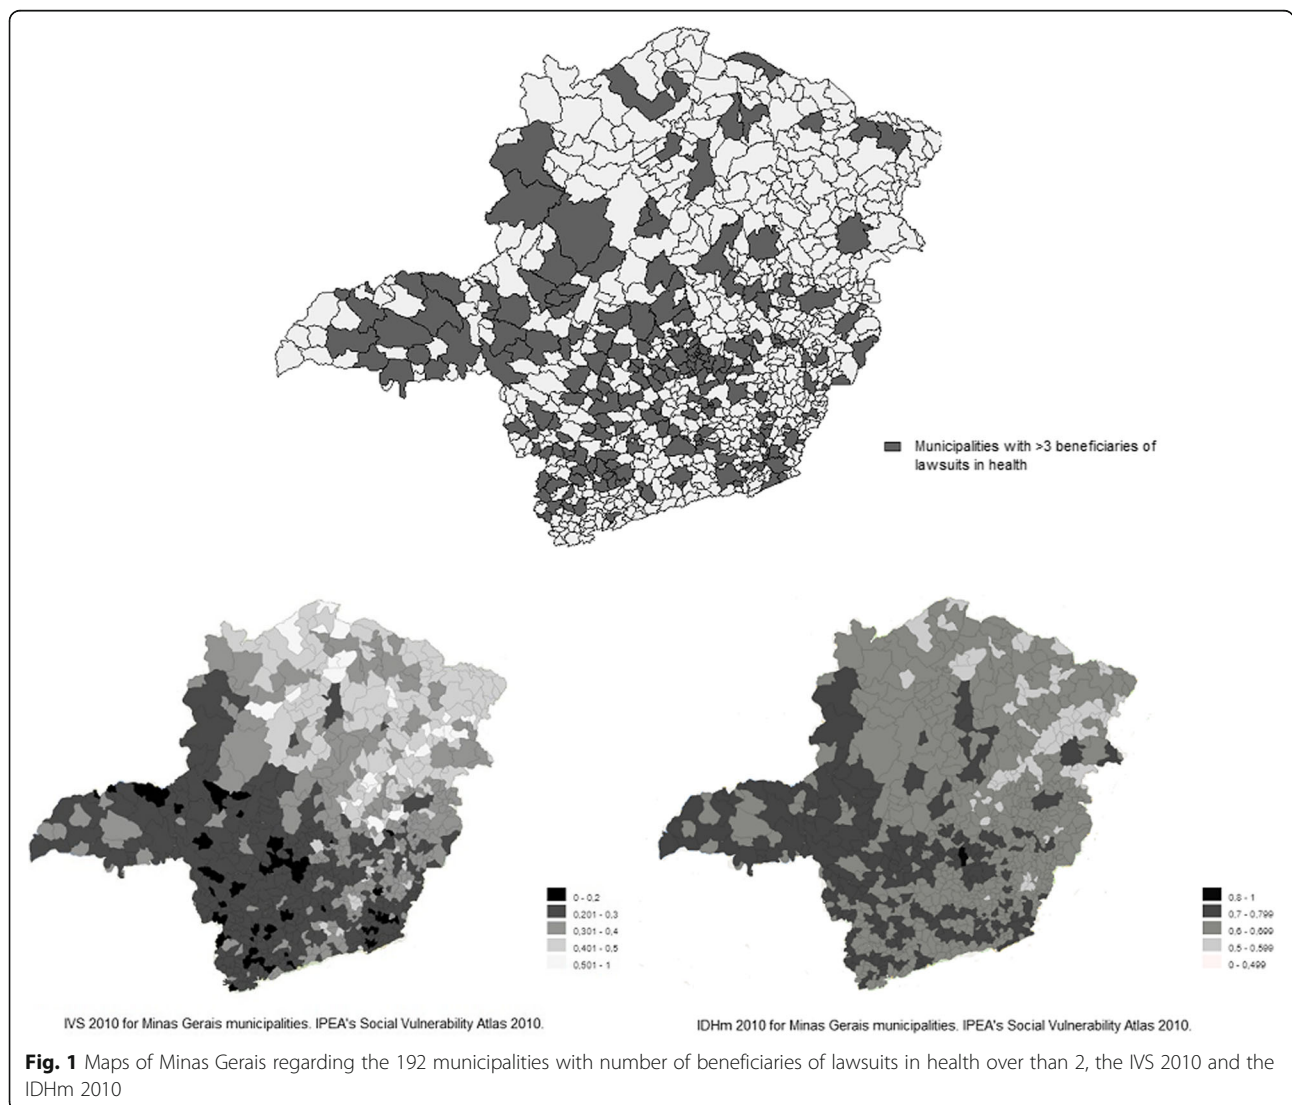 Municipalities with >3 beneficiaries of
lawsuits in health
0 - 0,2
0,201 - 0,3
0,301 - 0,4
0,401 - 0,5
0,501 - 1
0,8 - 1
0,7 - 0,799
0,6 - 0,699
0,5 - 0,599
0 - 0,499
IVS 2010 for Minas Gerais municipalities. IPEA's Social Vulnerability Atlas 2010.
IDHm 2010 for Minas Gerais municipalities. IPEA's Social Vulnerability Atlas 2010.
Fig. 1 Maps of Minas Gerais regarding the 192 municipalities with number of beneficiaries of lawsuits in health over than 2, the IVS 2010 and the
IDHm 2010